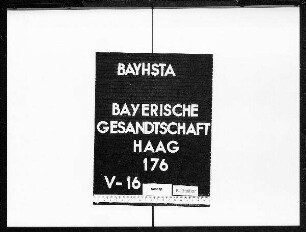 BAYHSTA
BAYERISCHE
GESANDTSCHAFT
HAAG
176
V-16